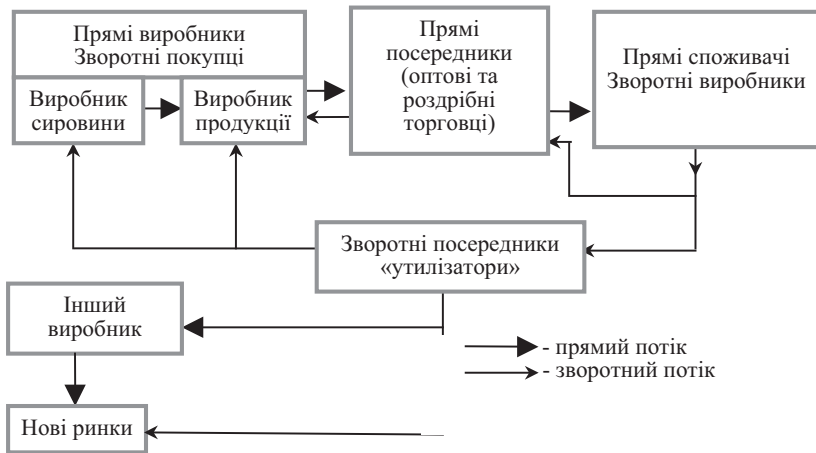 Прямі виробники
Зворотні покупці
Виробник
сировини
Виробник
продукції
Прямі
посередники
(оптові та
роздрібні
торговці)
Прямі споживачі
Зворотні виробники
Зворотні посередники
«утилізатори»
Інший
виробник
- прямий потік
- зворотний потік
Нові ринки